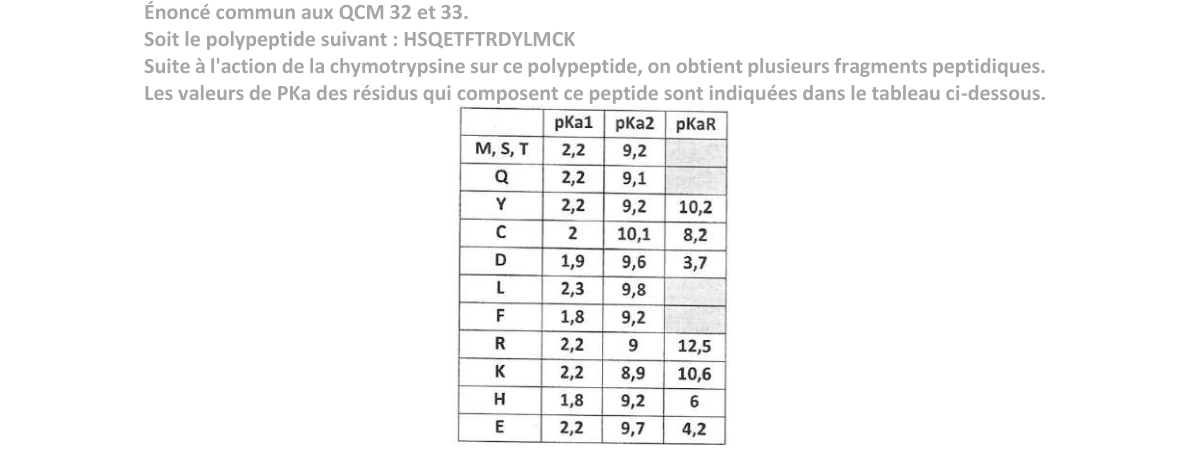 Énoncé commun aux QCM 32 et 33.
Soit le polypeptide suivant : HSQETFTRDYLMCK
Suite à l'action de la chymotrypsine sur ce polypeptide, on obtient plusieurs fragments peptidiques.
Les valeurs de PKa des résidus qui composent ce peptide sont indiquées dans le tableau ci-dessous.
pKa1 pKa2 pKaR
M, S, T 2,2 9,2
Q 2,2 9,1
Y 2,2 9,2 10,2
C 2 10,1 8,2
D 1,9 9,6 3,7
L 2,3 9,8
F 1,8 9,2
R 2,2 9 12,5
K 2,2 8,9 10,6
H 1,8 9,2 6
E 2,2 9,7 4,2